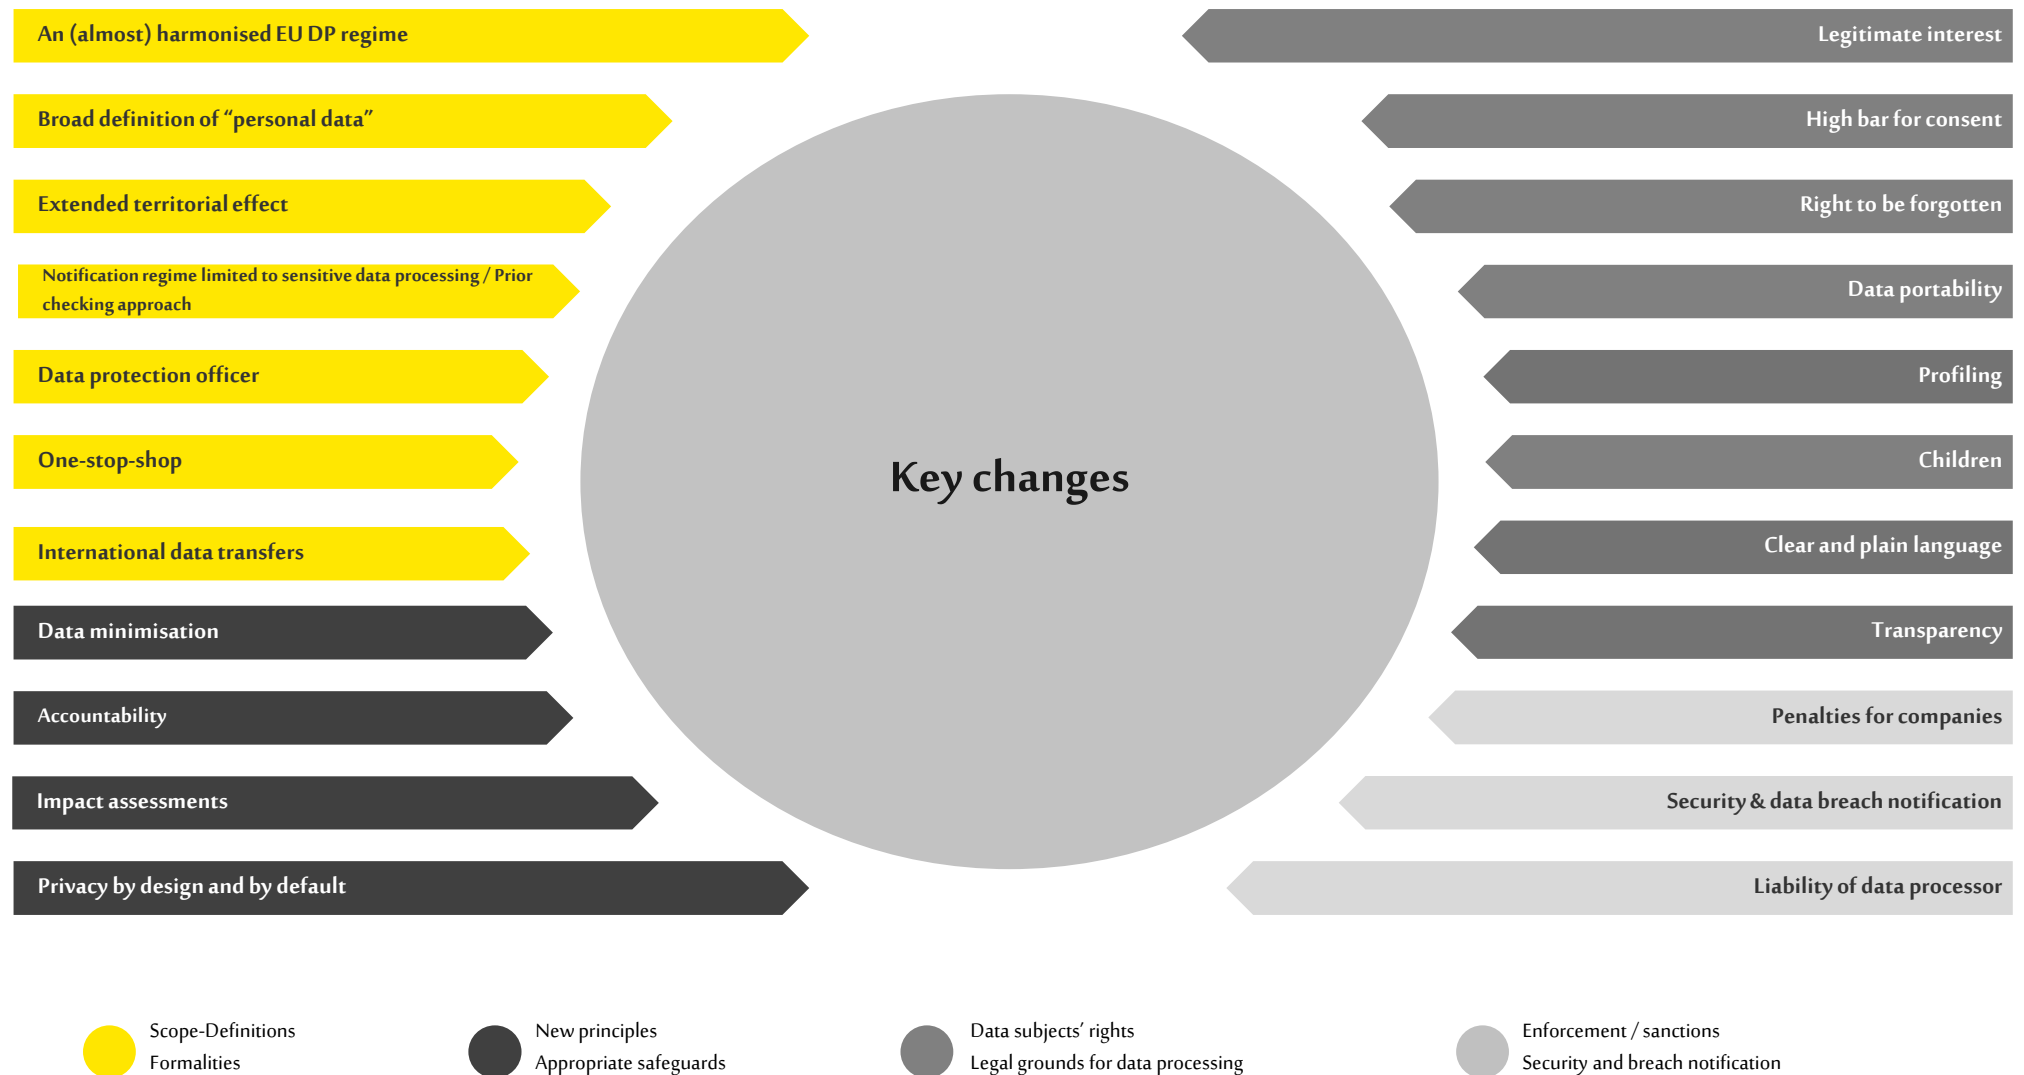 An (almost) harmonised EU DP regime
Broad definition of “personal data”
Extended territorial effect
Notification regime limited to sensitive data processing / Prior
checking approach
Data protection officer
One-stop-shop
International data transfers
Data minimisation
Accountability
Impact assessments
Privacy by design and by default
Key changes
Legitimate interest
High bar for consent
Right to be forgotten
Data portability
Profiling
Children
Clear and plain language
Transparency
Penalties for companies
Security & data breach notification
Liability of data processor
Scope-Definitions
Formalities
New principles
Appropriate safeguards
Data subjects’ rights
Legal grounds for data processing
Enforcement / sanctions
Security and breach notification